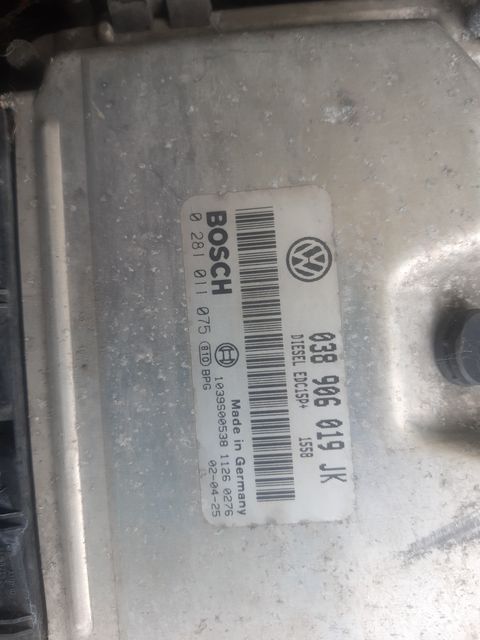 038 906 019 JK
DIESEL EDC15P+ 1558
BOSCH
0 281 011 075
810 BPG
Made in Germany
1039S00538 1126 0276
02-04-25